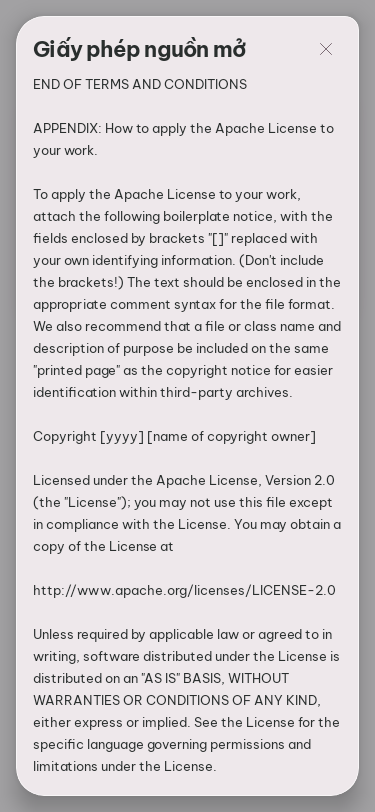 Giấy phép nguồn mở
END OF TERMS AND CONDITIONS
APPENDIX: How to apply the Apache License to
your work.
To apply the Apache License to your work,
attach the following boilerplate notice, with the
fields enclosed by brackets "[]" replaced with
your own identifying information. (Don't include
the brackets!) The text should be enclosed in the
appropriate comment syntax for the file format.
We also recommend that a file or class name and
description of purpose be included on the same
"printed page" as the copyright notice for easier
identification within third-party archives.
Copyright [yyyy] [name of copyright owner]
Licensed under the Apache License, Version 2.0
(the "License"); you may not use this file except
in compliance with the License. You may obtain a
copy of the License at
http://www.apache.org/licenses/LICENSE-2.0
Unless required by applicable law or agreed to in
writing, software distributed under the License is
distributed on an "AS IS" BASIS, WITHOUT
WARRANTIES OR CONDITIONS OF ANY KIND,
either express or implied. See the License for the
specific language governing permissions and
limitations under the License.